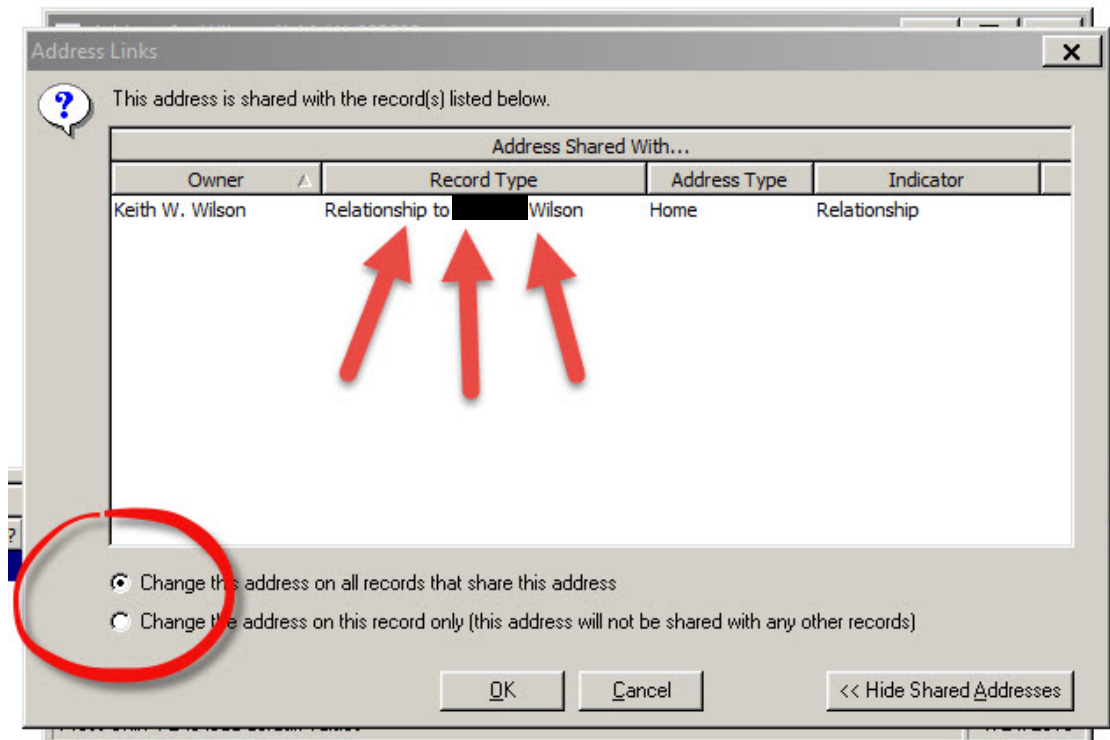 Address Links
This address is shared with the record(s) listed below.
Address Shared With...
Owner Record Type Address Type Indicator
Keith W. Wilson Relationship to Wilson Home Relationship
?
Change this address on all records that share this address
Change the address on this record only (this address will not be shared with any other records)
OK Cancel << Hide Shared Addresses